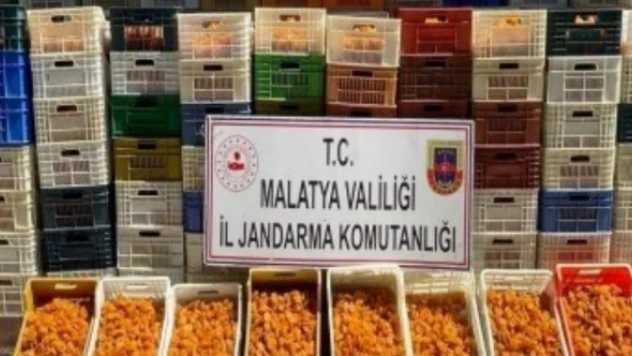 T.C.
MALATYA VALİLİĞİ
İL JANDARMA KOMUTANLIĞI